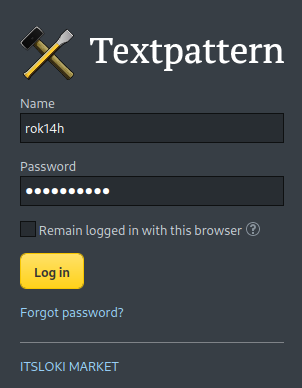 Textpattern
Name
rok14h
Password
●●●●●●●●●●
Remain logged in with this browser ?
Log in
Forgot password?
ITSLOKI MARKET